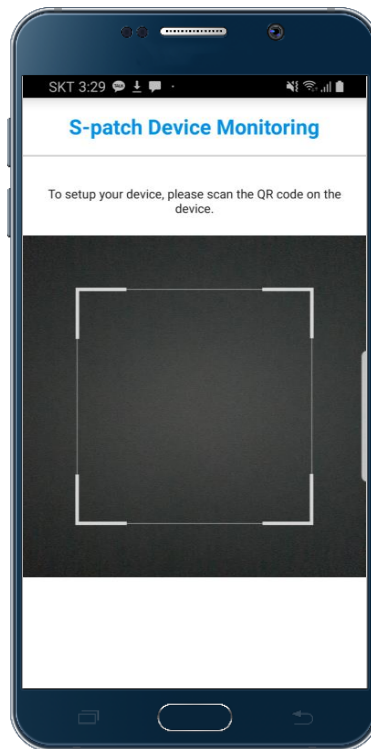 SKT 3:29
S-patch Device Monitoring
To setup your device, please scan the QR code on the
device.